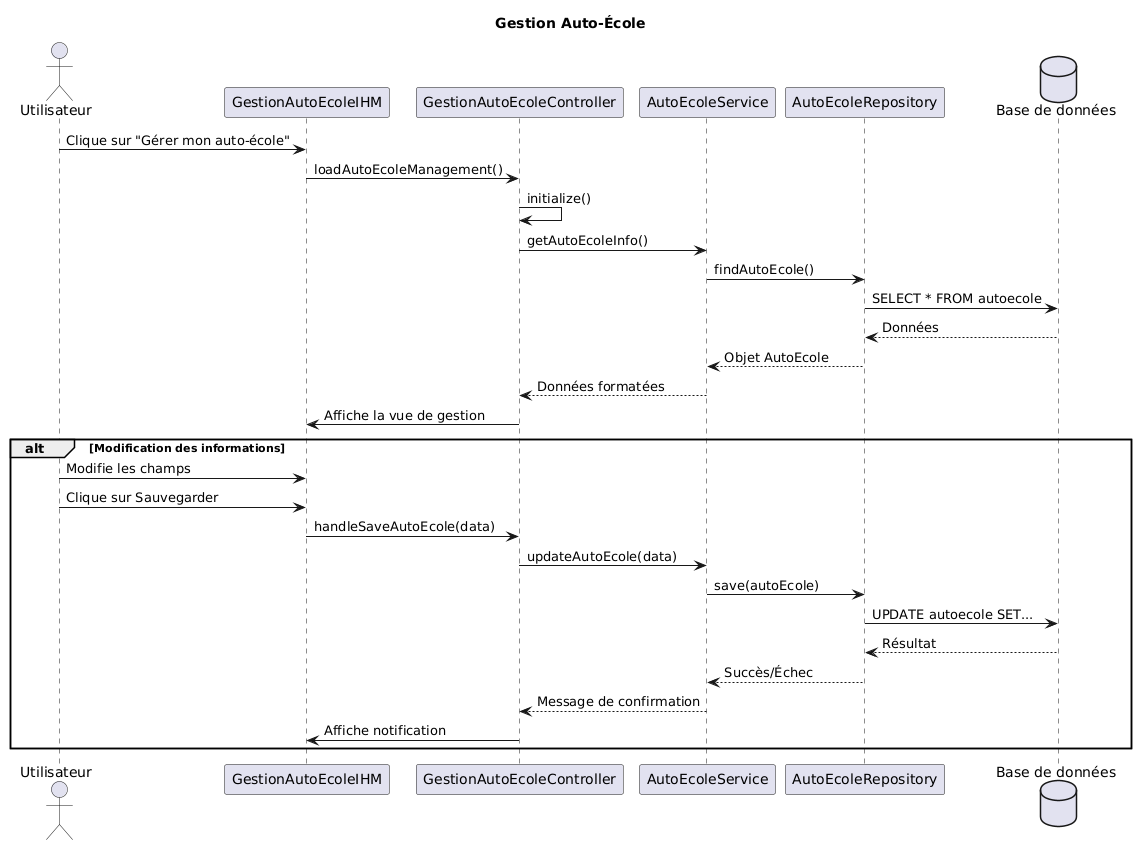 Gestion Auto-École
Utilisateur
GestionAutoEcoleIHM
GestionAutoEcoleController
AutoEcoleService
AutoEcoleRepository
Base de données
Clique sur "Gérer mon auto-école"
loadAutoEcoleManagement()
initialize()
getAutoEcoleInfo()
findAutoEcole()
SELECT * FROM autoecole
Données
Objet AutoEcole
Données formatées
Affiche la vue de gestion
alt [Modification des informations]
Modifie les champs
Clique sur Sauvegarder
handleSaveAutoEcole(data)
updateAutoEcole(data)
save(autoEcole)
UPDATE autoecole SET...
Résultat
Succès/Échec
Message de confirmation
Affiche notification
Utilisateur
GestionAutoEcoleIHM
GestionAutoEcoleController
AutoEcoleService
AutoEcoleRepository
Base de données